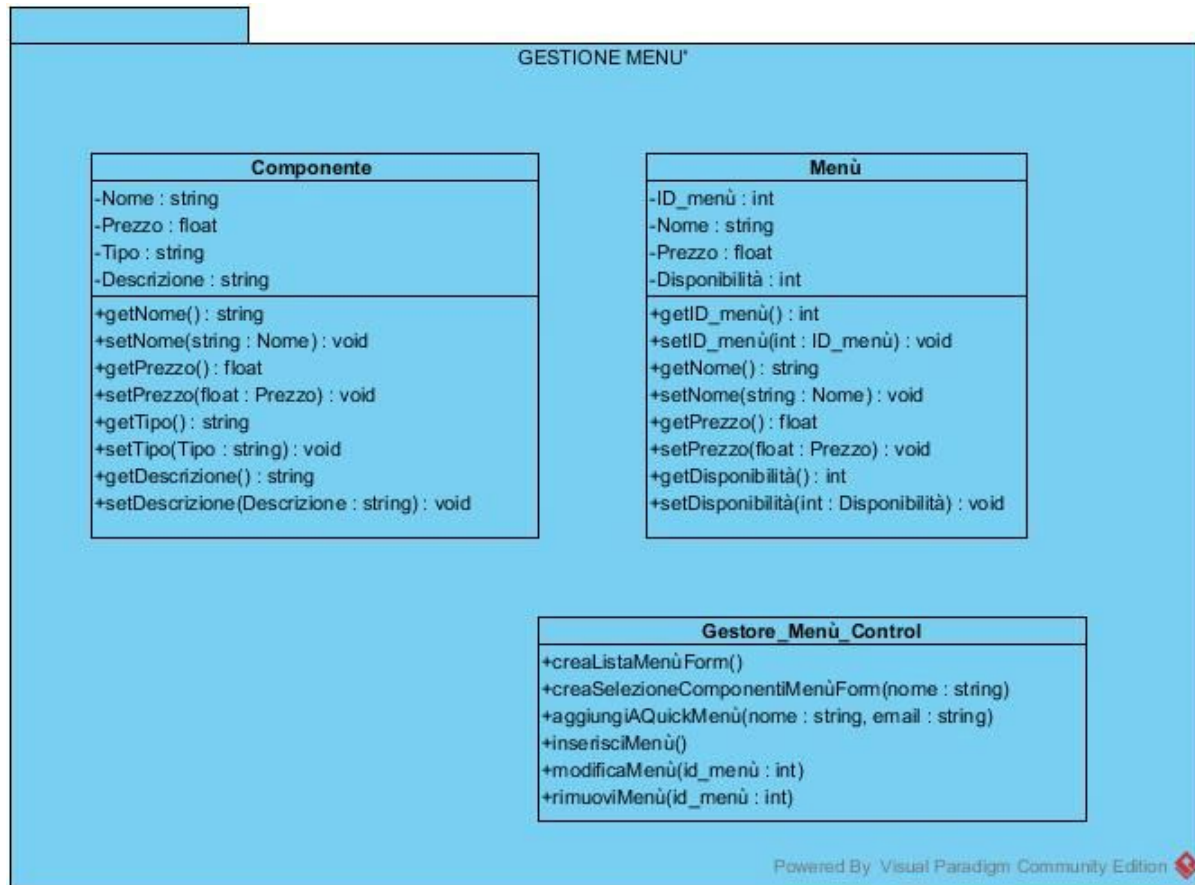 GESTIONE MENU'
Componente
-Nome : string
-Prezzo : float
-Tipo : string
-Descrizione : string
+getNome() : string
+setNome(string : Nome) : void
+getPrezzo() : float
+setPrezzo(float : Prezzo) : void
+getTipo() : string
+setTipo(Tipo : string) : void
+getDescrizione() : string
+setDescrizione(Descrizione : string) : void
Menù
-ID_menù : int
-Nome : string
-Prezzo : float
-Disponibilità : int
+getID_menù() : int
+setID_menù(int : ID_menù) : void
+getNome() : string
+setNome(string : Nome) : void
+getPrezzo() : float
+setPrezzo(float : Prezzo) : void
+getDisponibilità() : int
+setDisponibilità(int : Disponibilità) : void
Gestore_Menù_Control
+creaListaMenùForm()
+creaSelezioneComponentiMenùForm(nome : string)
+aggiungiAQuickMenù(nome : string, email : string)
+inserisciMenù()
+modificaMenù(id_menù : int)
+rimuoviMenù(id_menù : int)
Powered By Visual Paradigm Community Edition